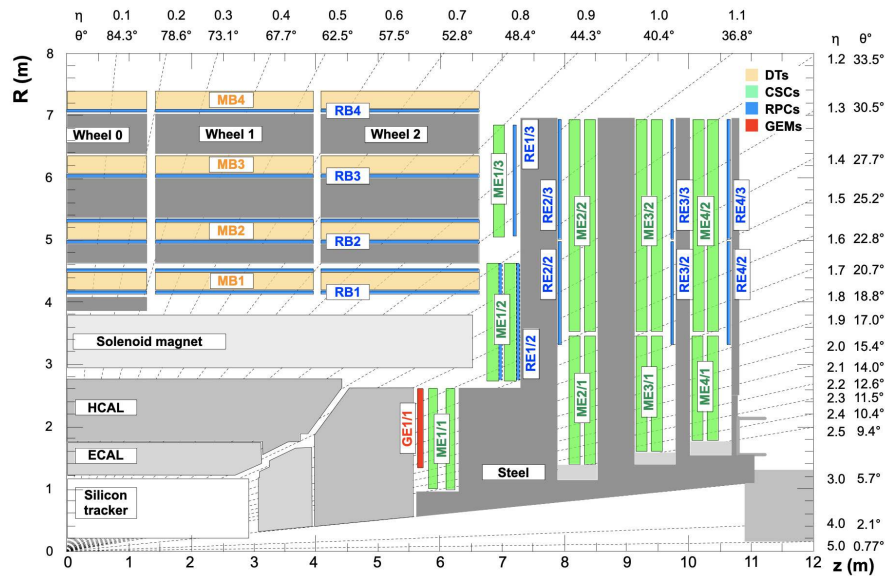 η 0.1 0.2 0.3 0.4 0.5 0.6 0.7 0.8 0.9 1.0 1.1
θ° 84.3° 78.6° 73.1° 67.7° 62.5° 57.5° 52.8° 48.4° 44.3° 40.4° 36.8° η θ°
R (m)
8
7
6
5
4
3
2
1
0
1.2 33.5°
1.3 30.5°
1.4 27.7°
1.5 25.2°
1.6 22.8°
1.7 20.7°
1.8 18.8°
1.9 17.0°
2.0 15.4°
2.1 14.0°
2.2 12.6°
2.3 11.5°
2.4 10.4°
2.5 9.4°
3.0 5.7°
4.0 2.1°
5.0 0.77°
DTs
CSCs
RPCs
GEMs
MB4
RB4
Wheel 0 Wheel 1 Wheel 2
MB3
RB3
MB2
RB2
MB1
RB1
Solenoid magnet
HCAL
ECAL
Silicon
tracker
Steel
GE1/1
ME1/1
ME1/2
ME1/3
RE1/3
RE1/2
RE2/3
RE2/2
ME2/2
ME2/1
ME3/2
ME3/1
RE3/3
RE3/2
ME4/2
ME4/1
RE4/3
RE4/2
0 1 2 3 4 5 6 7 8 9 10 11 12
z (m)